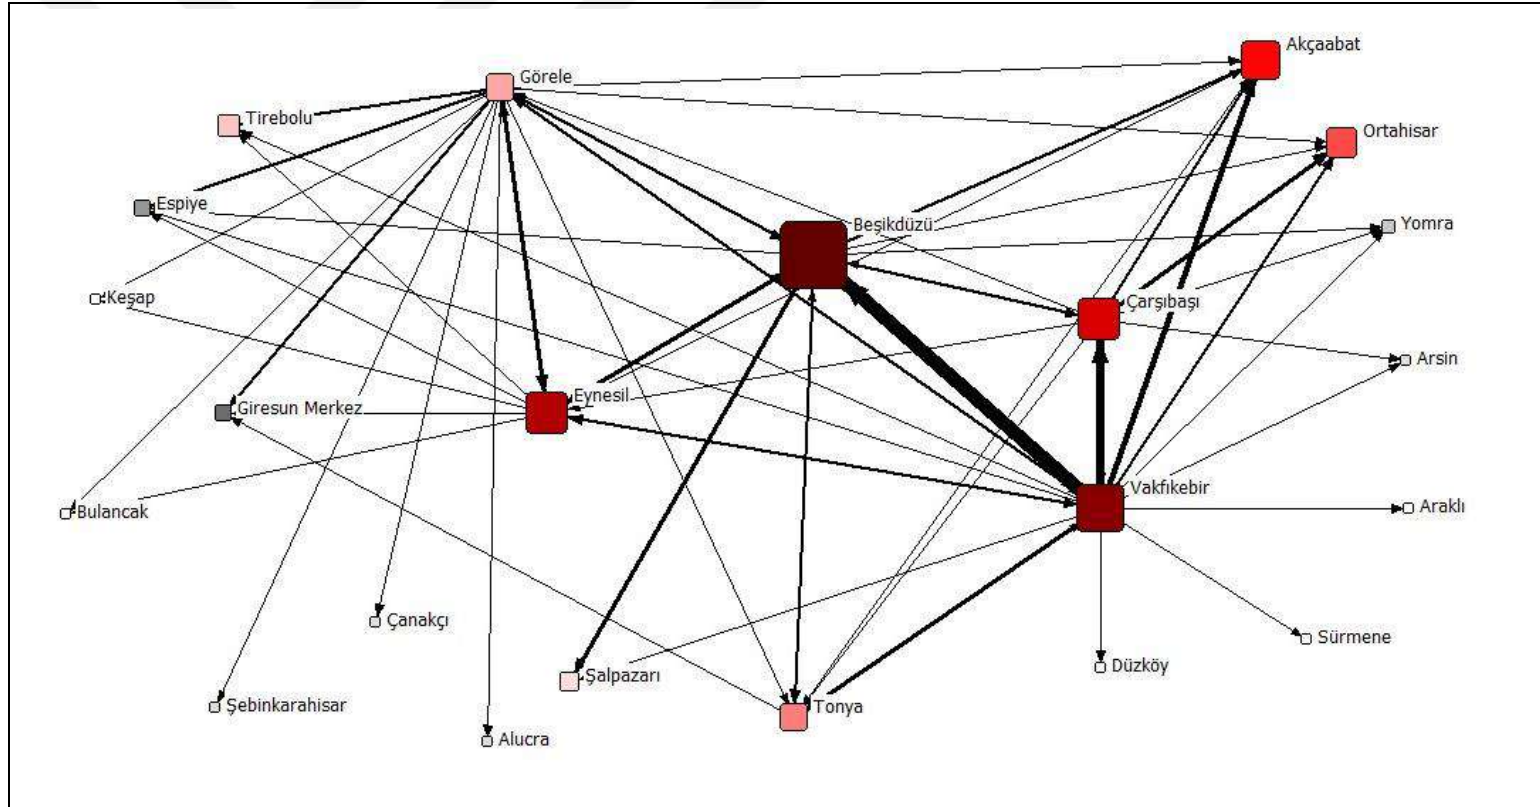 Akçaabat
Görele
Tirebolu
Ortahisar
Espiye
Beşikdüzü
Yomra
Keşap
Çarşıbaşı
Arsin
Eynesil
Giresun Merkez
Vakfıkebir
Bulancak
Araklı
Çanakçı
Sürmene
Düzköy
Şalpazarı
Şebinkarahisar
Tonya
Alucra